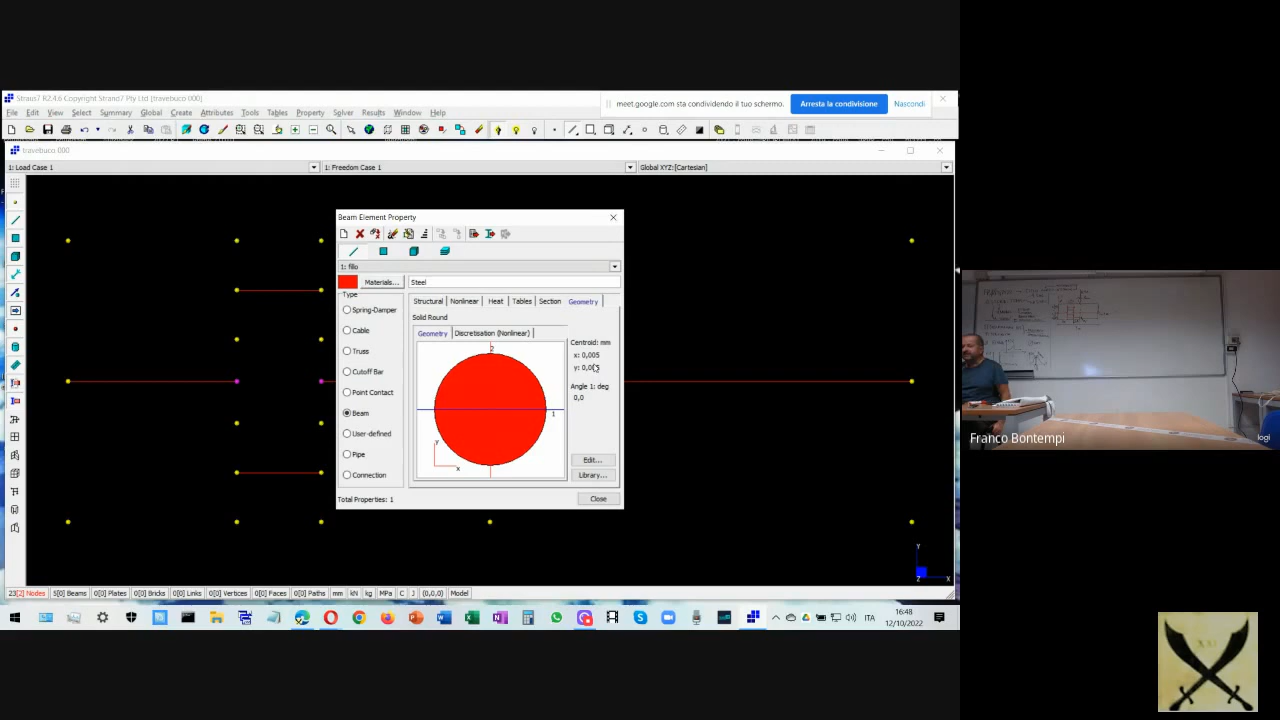 Straus7 R2.4.6 Copyright Strand7 Pty Ltd [travebuco 000]
File Edit View Select Summary Global Create Attributes Tools Tables Property Solver Results Window Help
meet.google.com sta condividendo il tuo schermo.
Arresta la condivisione
Nascondi
travebuco 000
1: Load Case 1
1: Freedom Case 1
Global XYZ:[Cartesian]
Beam Element Property
1: filo
Materials...
Steel
Type
Spring-Damper
Cable
Truss
Cutoff Bar
Point Contact
Beam
User-defined
Pipe
Connection
Structural Nonlinear Heat Tables Section Geometry
Solid Round
Geometry Discretisation (Nonlinear)
2
1
y
x
Centroid: mm
x: 0,005
Angle 1: deg
0,0
Edit...
Library...
Total Properties: 1
Close
Y
Z
X
23[2] Nodes 5[0] Beams 0[0] Plates 0[0] Bricks 0[0] Links 0[0] Vertices 0[0] Faces 0[0] Paths mm kN kg MPa C J (0,0,0) Model
ITA
16:48
12/10/2022
Franco Bontempi
logi
XXI